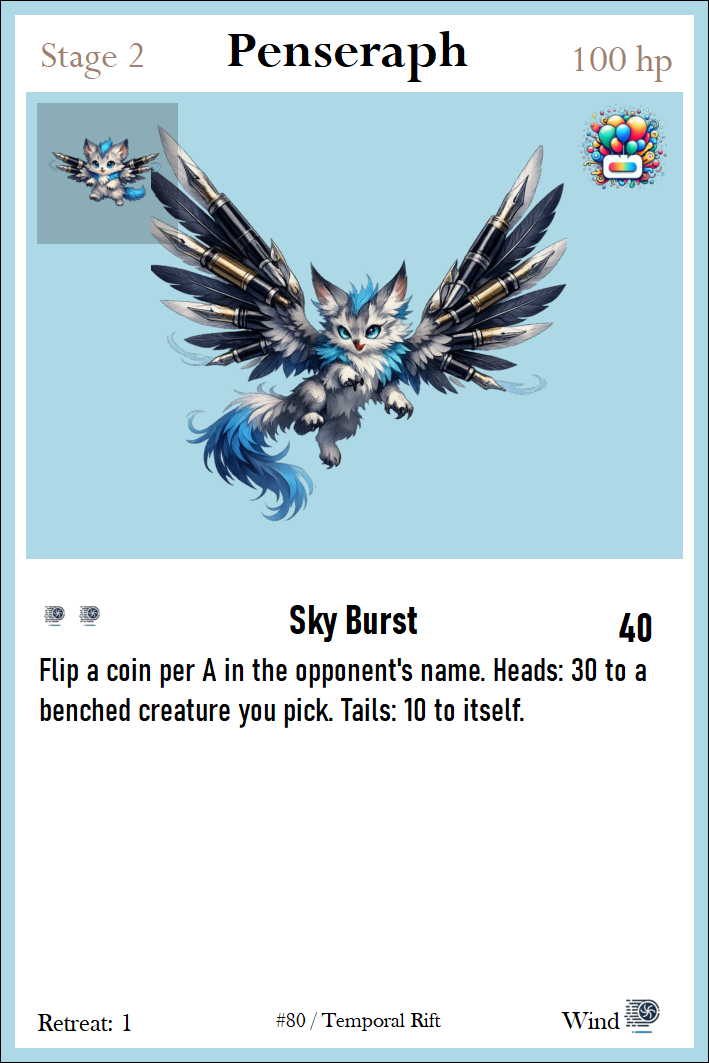 Stage 2
Penseraph
100 hp
Sky Burst
40
Flip a coin per A in the opponent's name. Heads: 30 to a
benched creature you pick. Tails: 10 to itself.
Retreat: 1
#80 / Temporal Rift
Wind